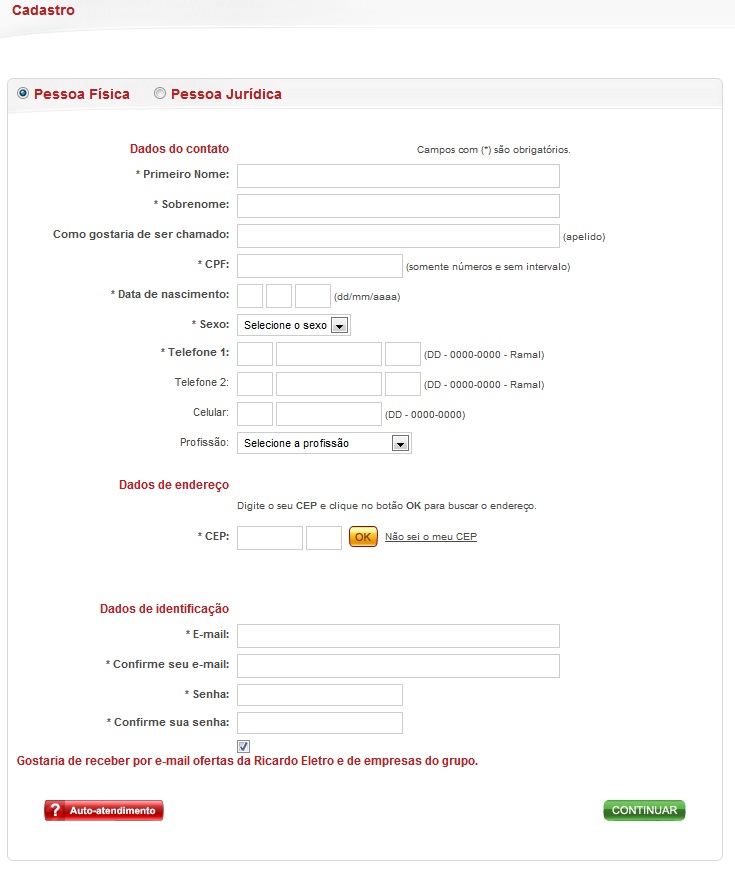 Cadastro
Pessoa Física Pessoa Jurídica
Dados do contato Campos com (*) são obrigatórios.
* Primeiro Nome:
* Sobrenome:
Como gostaria de ser chamado: (apelido)
* CPF: (somente números e sem intervalo)
* Data de nascimento: (dd/mm/aaaa)
* Sexo: Selecione o sexo
* Telefone 1: (DD - 0000-0000 - Ramal)
Telefone 2: (DD - 0000-0000 - Ramal)
Celular: (DD - 0000-0000)
Profissão: Selecione a profissão
Dados de endereço
Digite o seu CEP e clique no botão OK para buscar o endereço.
* CEP: OK Não sei o meu CEP
Dados de identificação
* E-mail:
* Confirme seu e-mail:
* Senha:
* Confirme sua senha:
Gostaria de receber por e-mail ofertas da Ricardo Eletro e de empresas do grupo.
? Auto-atendimento CONTINUAR